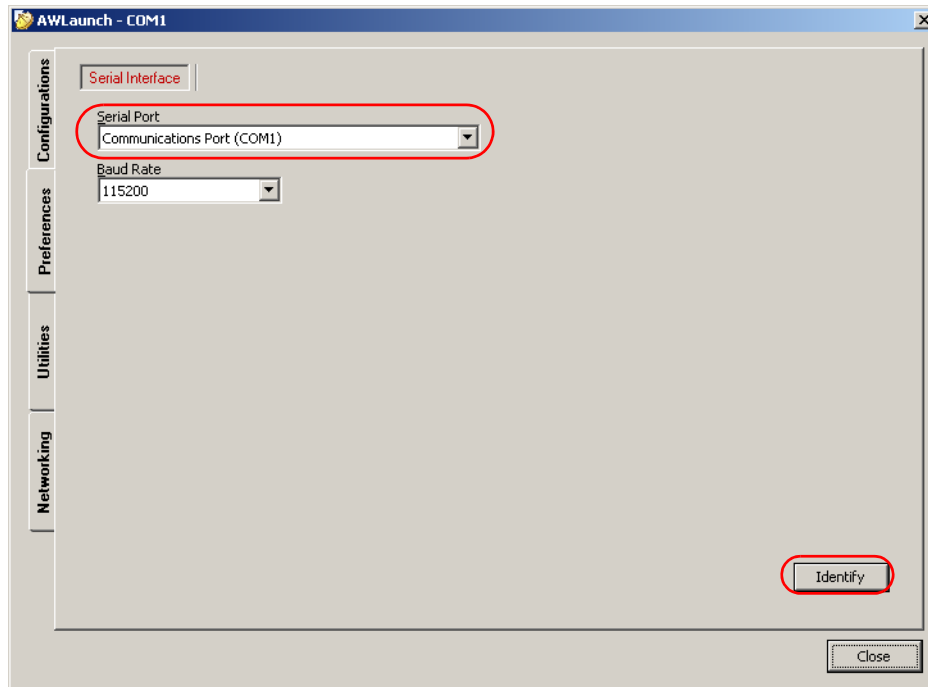 AWLaunch - COM1
Configurations
Preferences
Utilities
Networking
Serial Interface
Serial Port
Communications Port (COM1)
Baud Rate
115200
Identify
Close